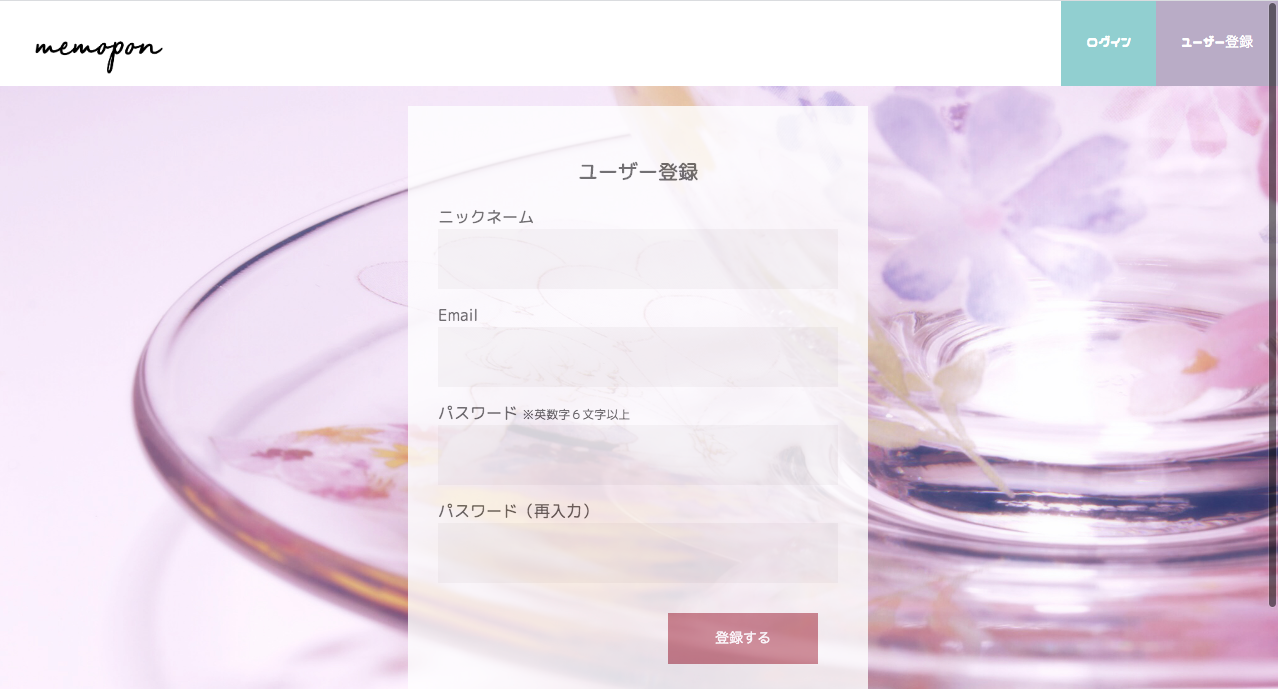 memopon
ログイン
ユーザー登録
ユーザー登録
ニックネーム
Email
パスワード ※英数字６文字以上
パスワード（再入力）
登録する